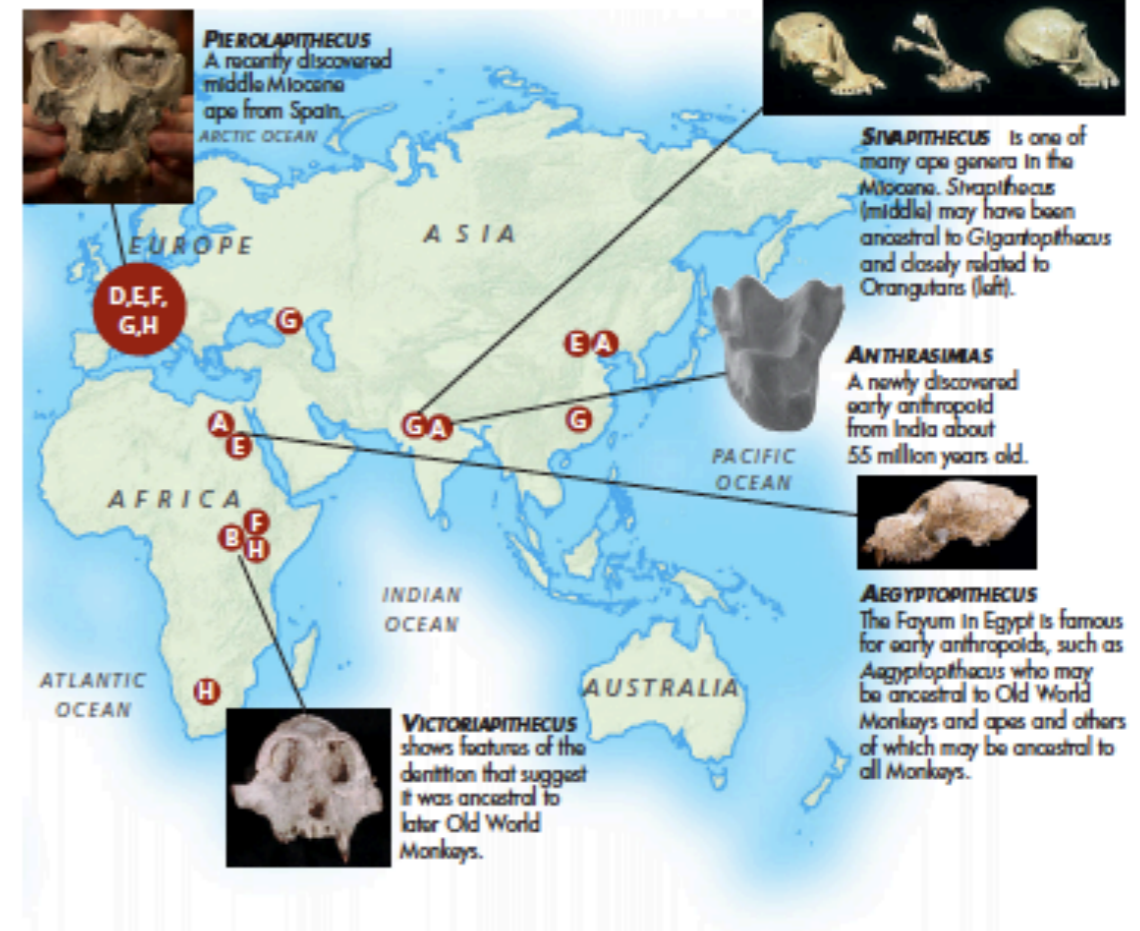 PIEROLAPITHECUS
A recently discovered
middle Miocene
ape from Spain.
ARCTIC OCEAN
SIVAPITHECUS is one of
many ape genera in the
Miocene. Sivapithecus
(middle) may have been
ancestral to Gigantopithecus
and closely related to
Orangutans (left).
EUROPE
ASIA
D,E,F,
G,H
G
E A
ANTHRASIMIAS
A newly discovered
early anthropoid
from India about
55 million years old.
A
E
G A
G
PACIFIC
OCEAN
AFRICA
F
B
H
INDIAN
OCEAN
AEGYPTOPITHECUS
The Fayum in Egypt is famous
for early anthropoids, such as
Aegyptopithecus who may
be ancestral to Old World
Monkeys and apes and others
of which may be ancestral to
all Monkeys.
ATLANTIC
OCEAN
H
AUSTRALIA
VICTORIAPITHECUS
shows features of the
dentition that suggest
it was ancestral to
later Old World
Monkeys.